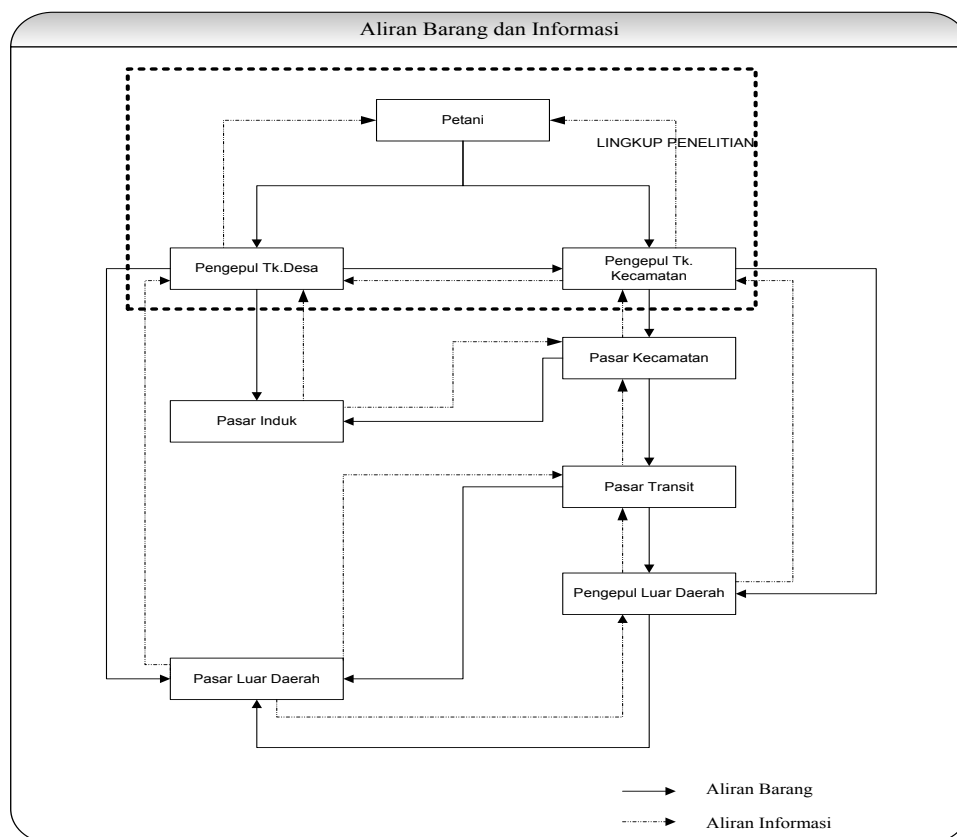 Aliran Barang dan Informasi
Petani
LINGKUP PENELITIAN
Pengepul Tk.Desa
Pengepul Tk.
Kecamatan
Pasar Kecamatan
Pasar Induk
Pasar Transit
Pengepul Luar Daerah
Pasar Luar Daerah
Aliran Barang
Aliran Informasi